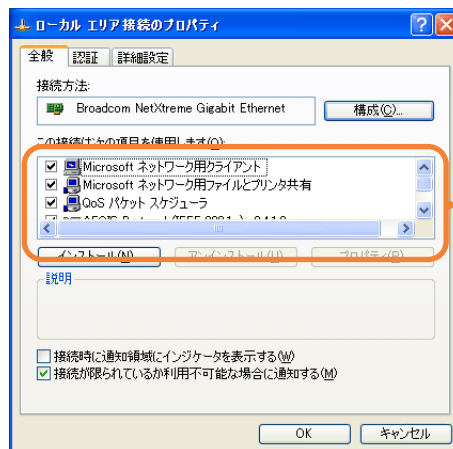 ローカル エリア接続のプロパティ
全般 認証 詳細設定
接続方法:
Broadcom NetXtreme Gigabit Ethernet 構成(C)...
この接続は次の項目を使用します(O):
Microsoft ネットワーク用クライアント
Microsoft ネットワーク用ファイルとプリンタ共有
QoS パケット スケジューラ
インストール(N) アンインストール(U) プロパティ(R)
説明
接続時に通知領域にインジケータを表示する(W)
接続が限られているか利用不可能な場合に通知する(M)
OK キャンセル